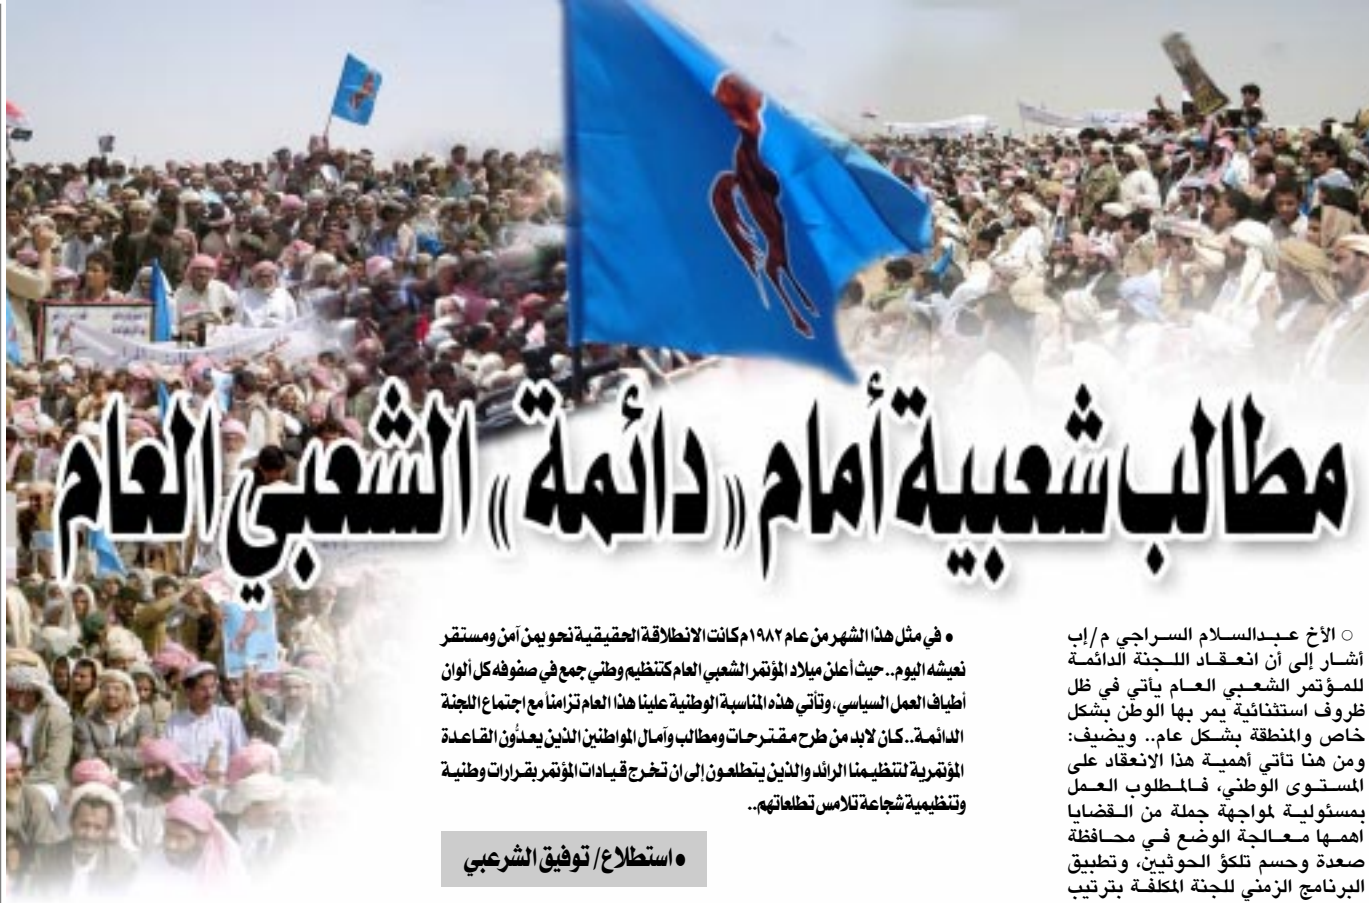 مطالب شعبية أمام «دائمة» الشعبي العام
○ الأخ عبدالسلام السراجي م/إب
أشار إلى أن انعقاد اللجنة الدائمة
للمؤتمر الشعبي العام يأتي في ظل
ظروف استثنائية يمر بها الوطن بشكل
خاص والمنطقة بشكل عام.. ويضيف:
ومن هنا تأتي أهمية هذا الانعقاد على
المستوى الوطني، فالمطلوب العمل
بمسئولية لمواجهة جملة من القضايا
اهمها معالجة الوضع في محافظة
صعدة وحسم تلكؤ الحوثيين، وتطبيق
البرنامج الزمني للجنة المكلفة بترتيب
• في مثل هذا الشهر من عام ١٩٨٢م كانت الانطلاقة الحقيقية نحو يمن آمن ومستقر
نعيشه اليوم.. حيث أعلن ميلاد المؤتمر الشعبي العام كتنظيم وطني جمع في صفوفه كل ألوان
أطياف العمل السياسي، وتأتي هذه المناسبة الوطنية علينا هذا العام تزامناً مع اجتماع اللجنة
الدائمة.. كان لابد من طرح مقترحات ومطالب وآمال المواطنين الذين يعدّون القاعدة
المؤتمرية لتنظيمنا الرائد والذين يتطلعون إلى ان تخرج قيادات المؤتمر بقرارات وطنية
وتنظيمية شجاعة تلامس تطلعاتهم..
• استطلاع/ توفيق الشرعبي